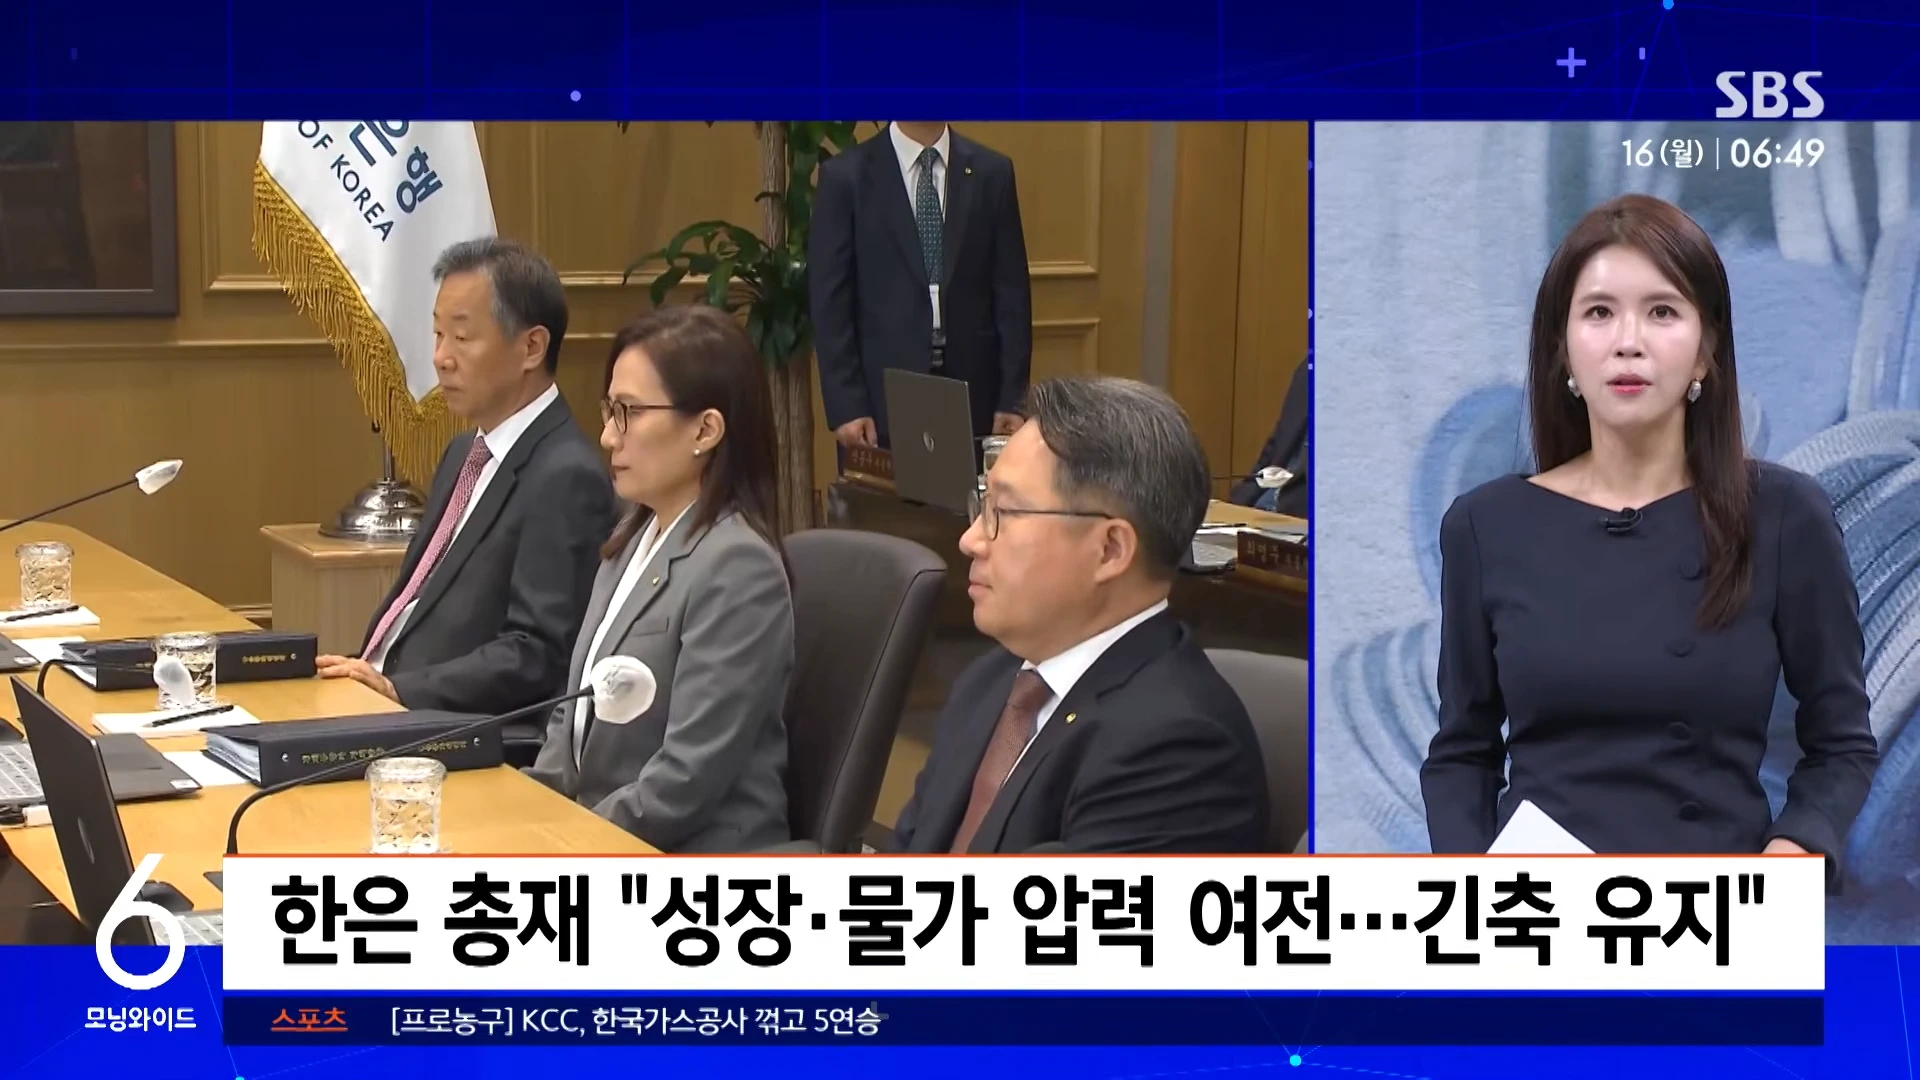 SBS
16(월) | 06:49
은행
OF KOREA
한은 총재 "성장·물가 압력 여전…긴축 유지"
6
모닝와이드
스포츠 [프로농구] KCC, 한국가스공사 꺾고 5연승